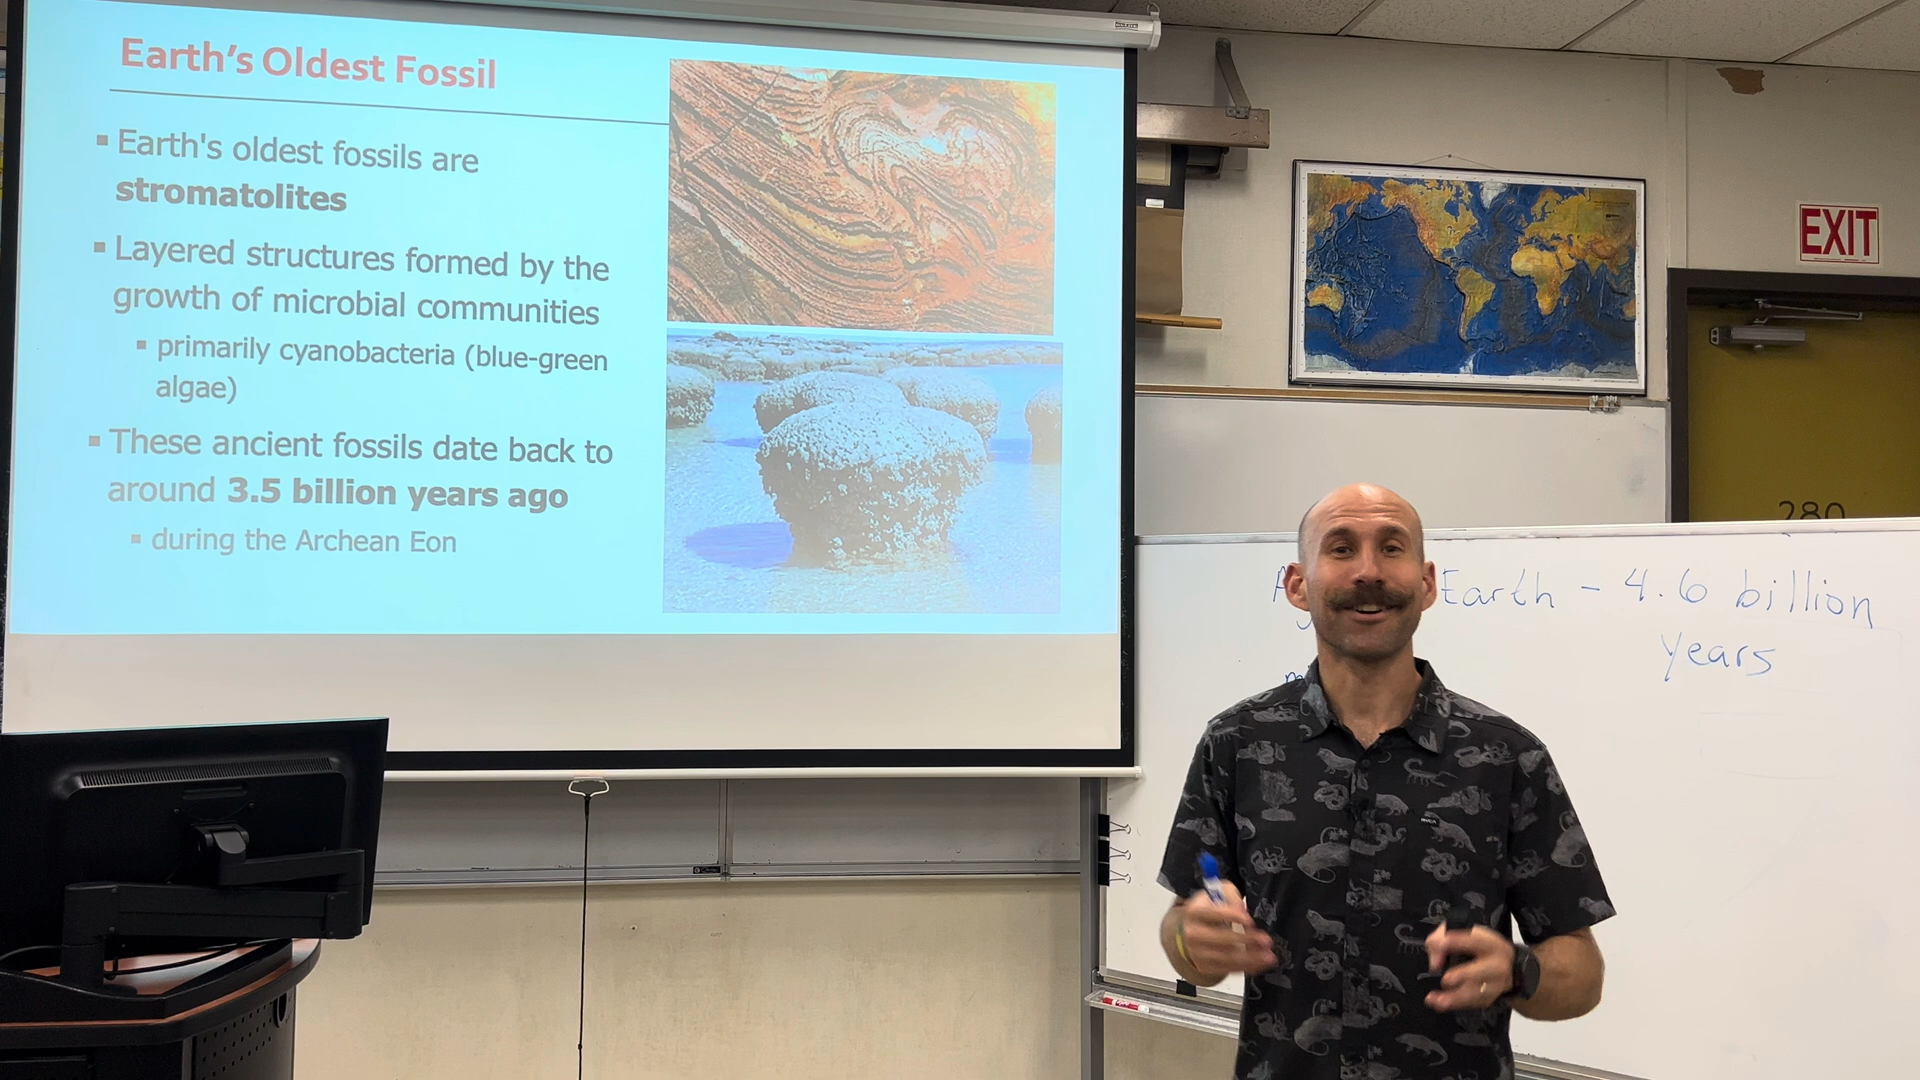 Earth's Oldest Fossil
▪ Earth's oldest fossils are
stromatolites
▪ Layered structures formed by the
growth of microbial communities
▪ primarily cyanobacteria (blue-green
algae)
▪ These ancient fossils date back to
around 3.5 billion years ago
▪ during the Archean Eon
EXIT
280
Earth - 4.6 billion
years